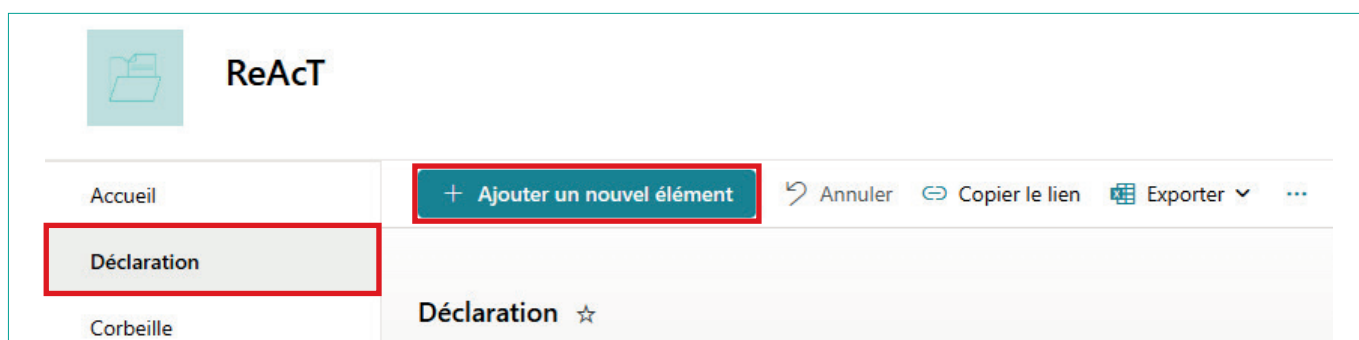 ReAcT
Accueil
Déclaration
Corbeille
+ Ajouter un nouvel élément Annuler Copier le lien Exporter ...
Déclaration ☆